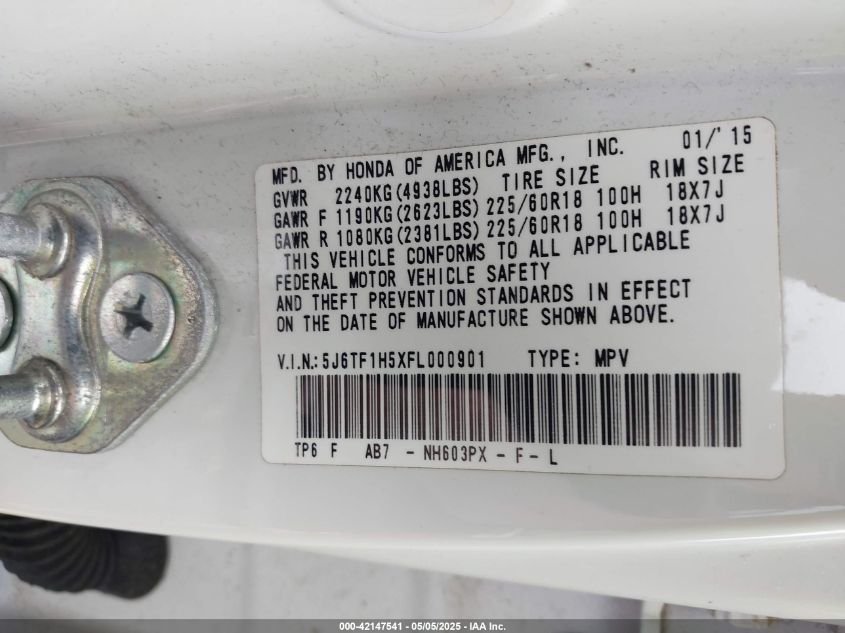 MFD. BY HONDA OF AMERICA MFG., INC. 01/'15
GVWR 2240KG(4938LBS) TIRE SIZE RIM SIZE
GAWR F 1190KG(2623LBS) 225/60R18 100H 18X7J
GAWR R 1080KG(2381LBS) 225/60R18 100H 18X7J
THIS VEHICLE CONFORMS TO ALL APPLICABLE
FEDERAL MOTOR VEHICLE SAFETY
AND THEFT PREVENTION STANDARDS IN EFFECT
ON THE DATE OF MANUFACTURE SHOWN ABOVE.
V.I.N.: 5J6TF1H5XFL000901 TYPE: MPV
TP6 F AB7 - NH603PX - F - L
000-42147541 - 05/05/2025 - IAA Inc.